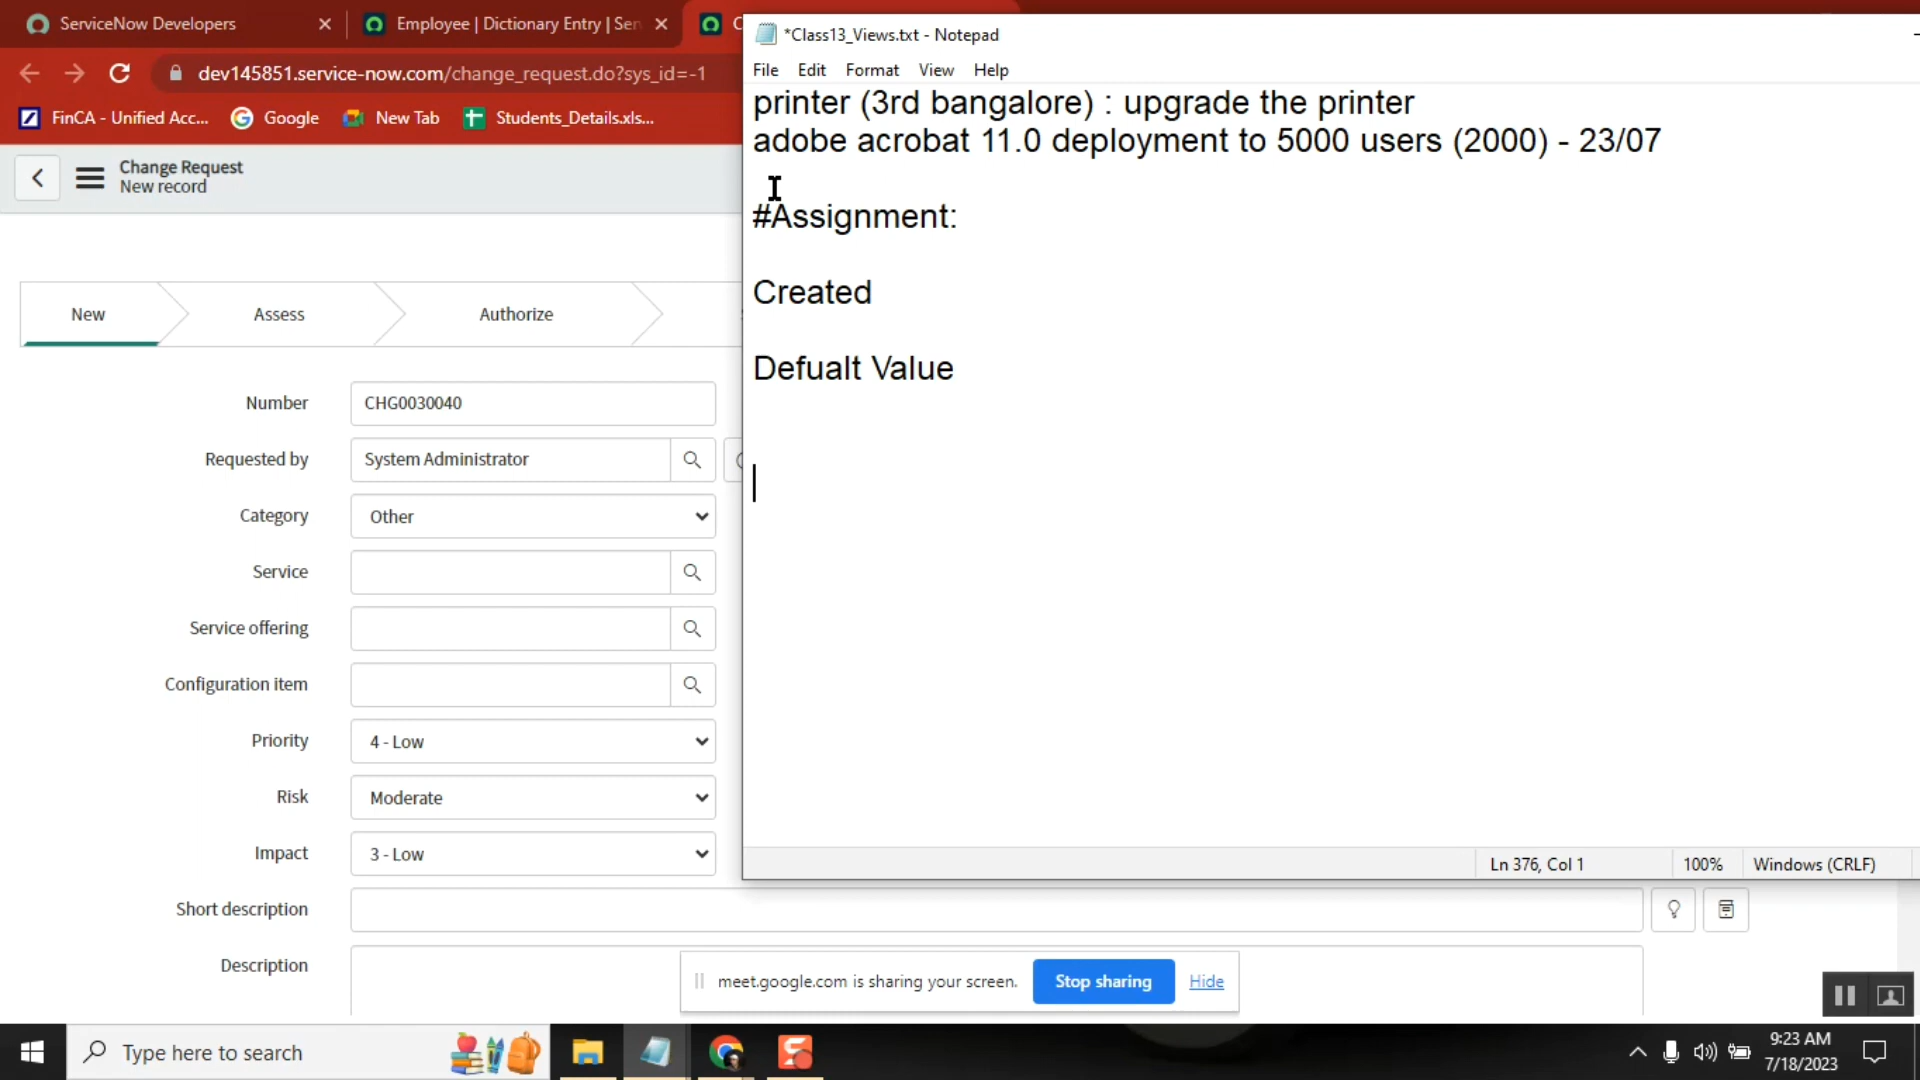 ServiceNow Developers
Employee | Dictionary Entry | Ser
C
*Class13_Views.txt - Notepad
dev145851.service-now.com/change_request.do?sys_id=-1
File Edit Format View Help
FinCA - Unified Acc...
Google
New Tab
Students_Details.xls...
printer (3rd bangalore) : upgrade the printer
adobe acrobat 11.0 deployment to 5000 users (2000) - 23/07
#Assignment:
Created
Defualt Value
Change Request
New record
New
Assess
Authorize
Number
CHG0030040
Requested by
System Administrator
Category
Other
Service
Service offering
Configuration item
Priority
4 - Low
Risk
Moderate
Impact
3 - Low
Ln 376, Col 1
100%
Windows (CRLF)
Short description
Description
meet.google.com is sharing your screen.
Stop sharing
Hide
Type here to search
9:23 AM
7/18/2023